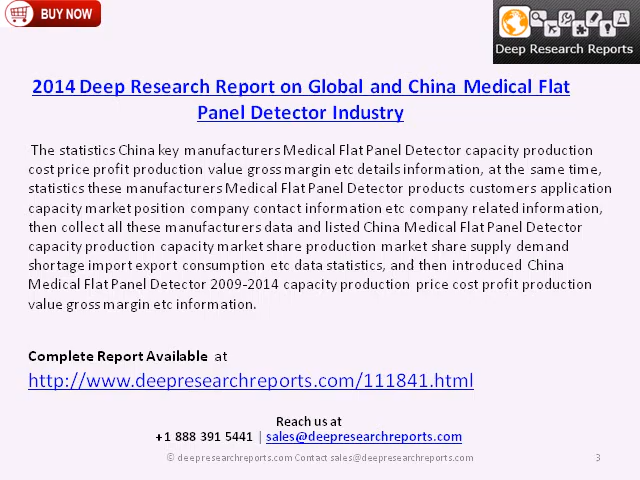 BUY NOW
Deep Research Reports
2014 Deep Research Report on Global and China Medical Flat
Panel Detector Industry
The statistics China key manufacturers Medical Flat Panel Detector capacity production
cost price profit production value gross margin etc details information, at the same time,
statistics these manufacturers Medical Flat Panel Detector products customers application
capacity market position company contact information etc company related information,
then collect all these manufacturers data and listed China Medical Flat Panel Detector
capacity production capacity market share production market share supply demand
shortage import export consumption etc data statistics, and then introduced China
Medical Flat Panel Detector 2009-2014 capacity production price cost profit production
value gross margin etc information.
Complete Report Available at
http://www.deepresearchreports.com/111841.html
Reach us at
+1 888 391 5441 | sales@deepresearchreports.com
© deepresearchreports.com Contact sales@deepresearchreports.com
3